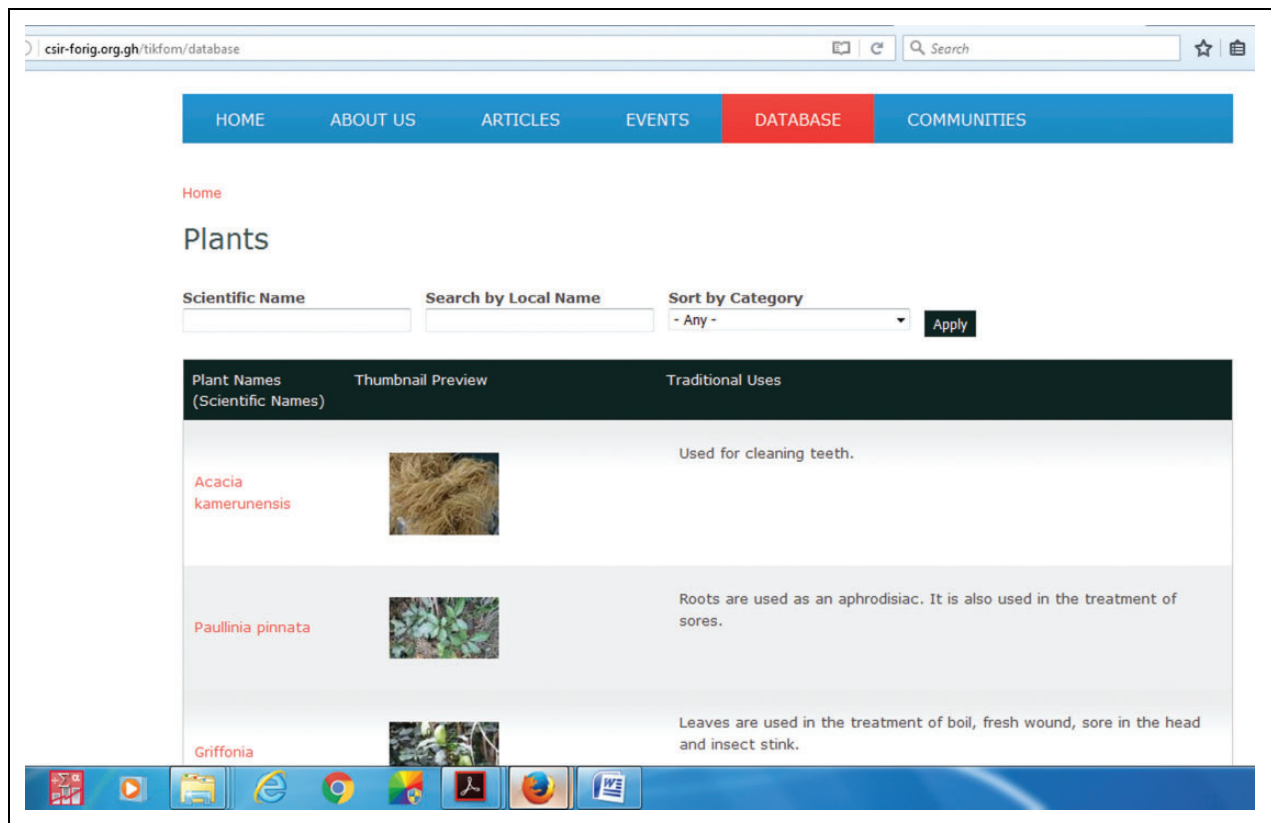 csir-forig.org.gh/tikfom/database
Search
HOME ABOUT US ARTICLES EVENTS DATABASE COMMUNITIES
Home
Plants
Scientific Name Search by Local Name Sort by Category
- Any -
Apply
Plant Names Thumbnail Preview Traditional Uses
(Scientific Names)
Used for cleaning teeth.
Acacia
kamerunensis
Roots are used as an aphrodisiac. It is also used in the treatment of
sores.
Paullinia pinnata
Leaves are used in the treatment of boil, fresh wound, sore in the head
and insect stink.
Griffonia